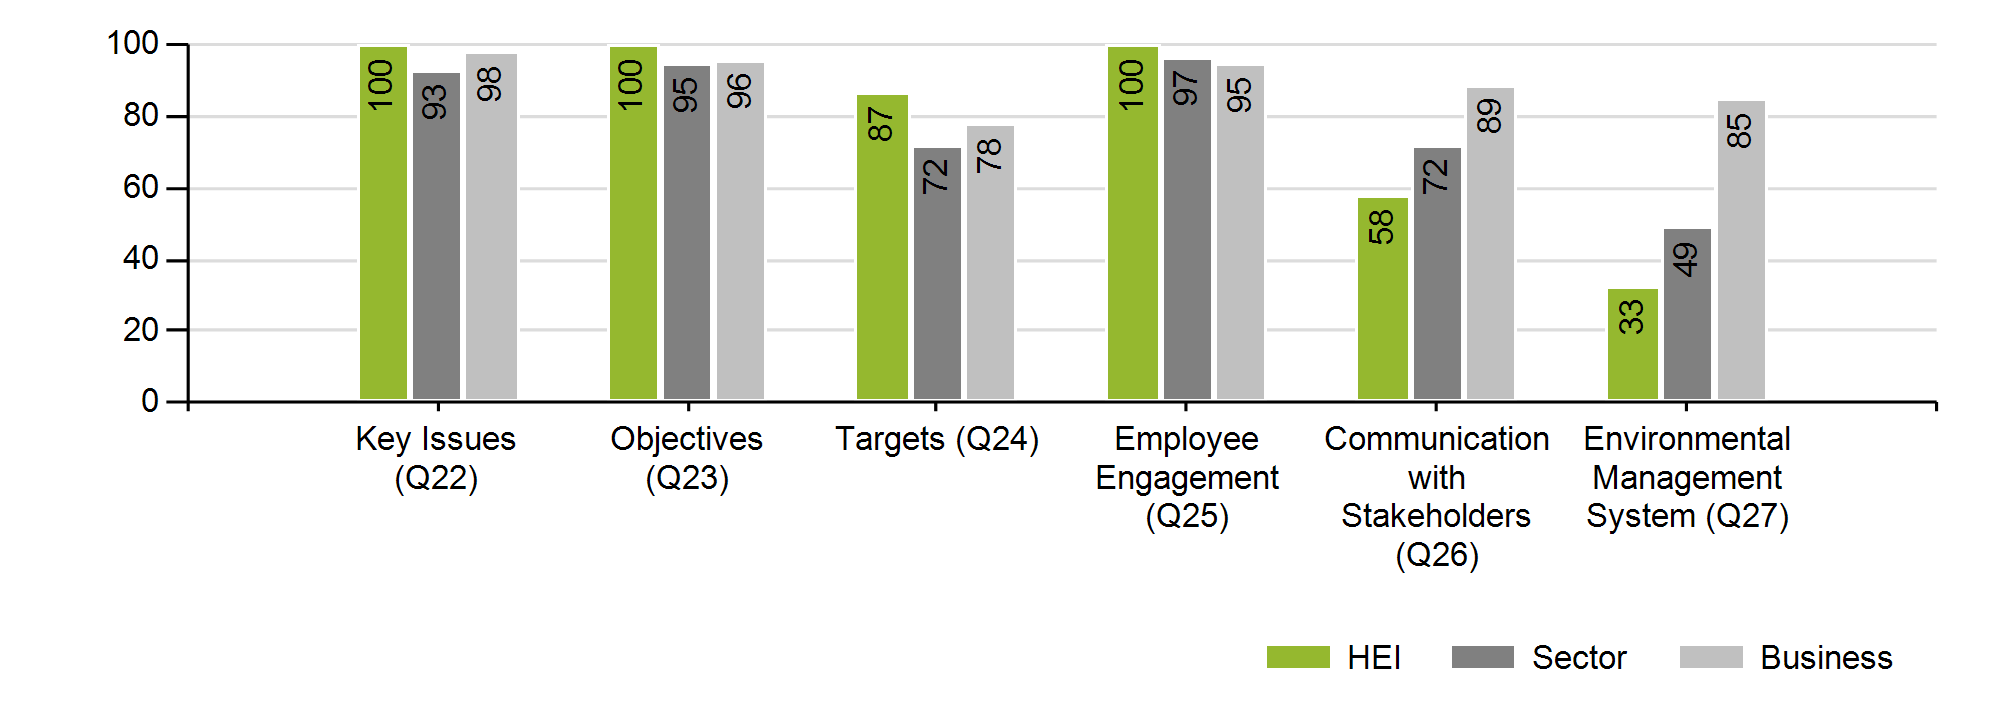 100
80
60
40
20
0
100
93
98
100
95
96
87
72
78
100
97
95
58
72
89
33
49
85
Key Issues
(Q22)
Objectives
(Q23)
Targets (Q24)
Employee
Engagement
(Q25)
Communication
with
Stakeholders
(Q26)
Environmental
Management
System (Q27)
HEI
Sector
Business